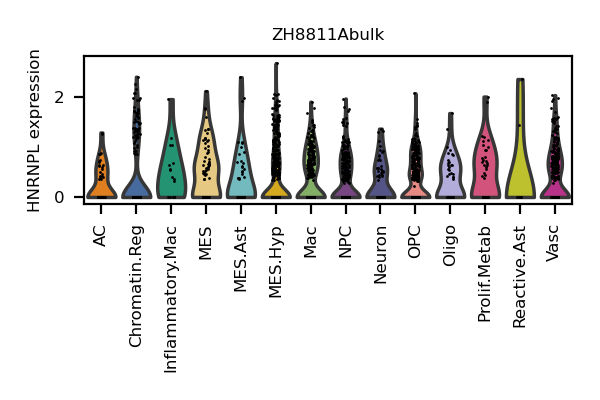 ZH8811Abulk
HNRNPL expression
2
0
AC
Chromatin.Reg
Inflammatory.Mac
MES
MES.Ast
MES.Hyp
Mac
NPC
Neuron
OPC
Oligo
Prolif.Metab
Reactive.Ast
Vasc